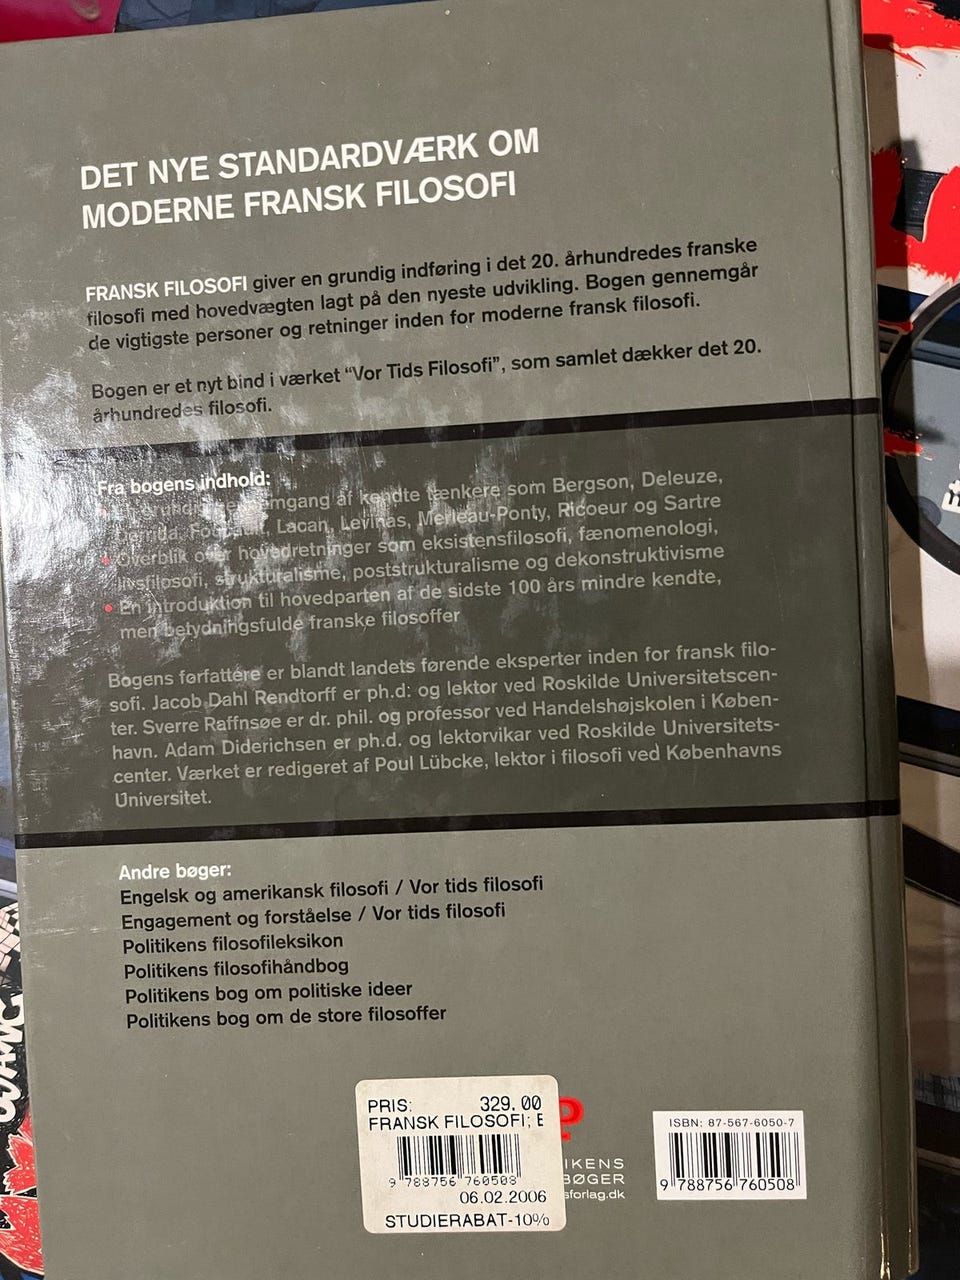 DET NYE STANDARDVÆRK OM
MODERNE FRANSK FILOSOFI
FRANSK FILOSOFI giver en grundig indføring i det 20. århundredes franske
filosofi med hovedvægten lagt på den nyeste udvikling. Bogen gennemgår
de vigtigste personer og retninger inden for moderne fransk filosofi.
Bogen er et nyt bind i værket “Vor Tids Filosofi”, som samlet dækker det 20.
århundredes filosofi.
Fra bogens indhold:
af kendte tænkere som Bergson, Deleuze,
Lacan, Levinas, Merleau-Ponty, Ricoeur og Sartre
• Overblik over hovedretninger som eksistensfilosofi, fænomenologi,
livsfilosofi, strukturalisme, poststrukturalisme og dekonstruktivisme
• En introduktion til hovedparten af de sidste 100 års mindre kendte,
men betydningsfulde franske filosoffer
Bogens forfattere er blandt landets førende eksperter inden for fransk filo-
sofi. Jacob Dahl Rendtorff er ph.d. og lektor ved Roskilde Universitetscen-
ter. Sverre Raffnsøe er dr. phil. og professor ved Handelshøjskolen i Køben-
havn. Adam Diderichsen er ph.d. og lektorvikar ved Roskilde Universitets-
center. Værket er redigeret af Poul Lübcke, lektor i filosofi ved Københavns
Universitet.
Andre bøger:
Engelsk og amerikansk filosofi / Vor tids filosofi
Engagement og forståelse / Vor tids filosofi
Politikens filosofileksikon
Politikens filosofihåndbog
Politikens bog om politiske ideer
Politikens bog om de store filosoffer
PRIS: 329.00
FRANSK FILOSOFI; E
9 788756 760508
06.02.2006
STUDIERABAT-10%
IKENS
BØGER
sforlag.dk
ISBN: 87-567-6050-7
9 788756 760508